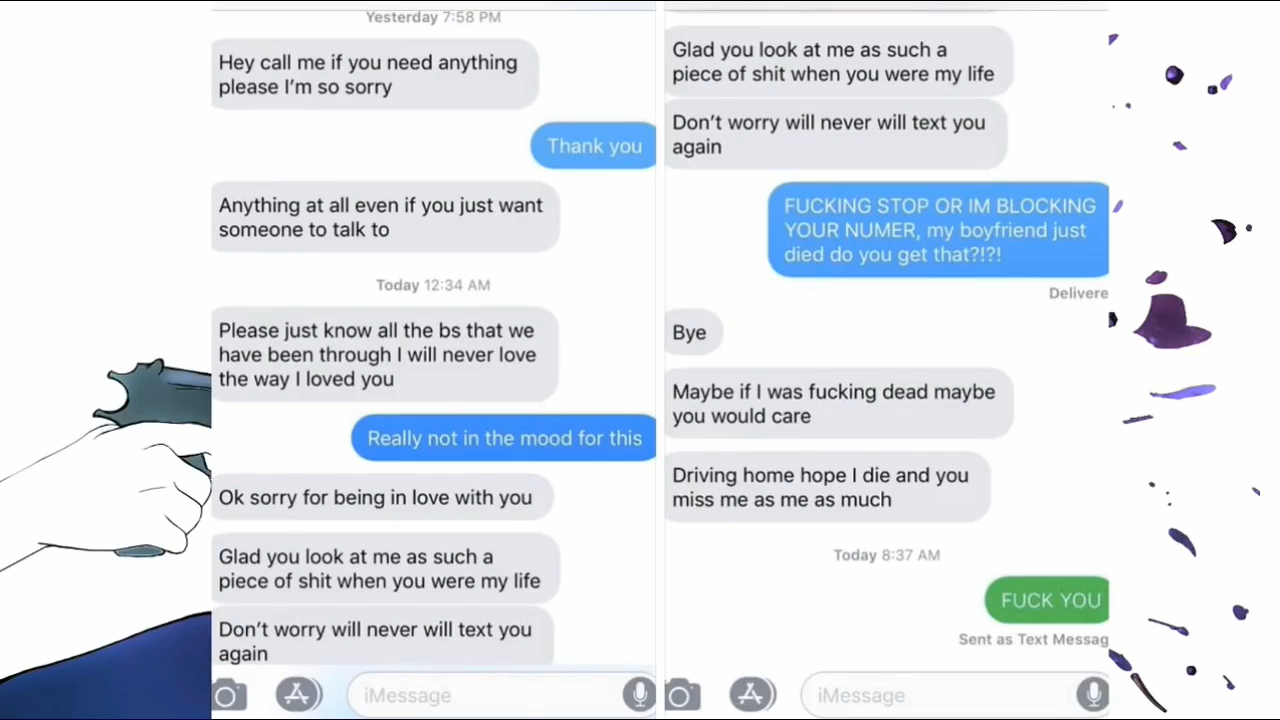 Yesterday 7:58 PM
Hey call me if you need anything
please I’m so sorry
Thank you
Anything at all even if you just want
someone to talk to
Today 12:34 AM
Please just know all the bs that we
have been through I will never love
the way I loved you
Really not in the mood for this
Ok sorry for being in love with you
Glad you look at me as such a
piece of shit when you were my life
Don’t worry will never will text you
again
iMessage
Glad you look at me as such a
piece of shit when you were my life
Don’t worry will never will text you
again
FUCKING STOP OR IM BLOCKING
YOUR NUMER, my boyfriend just
died do you get that?!?!
Delivere
Bye
Maybe if I was fucking dead maybe
you would care
Driving home hope I die and you
miss me as me as much
Today 8:37 AM
FUCK YOU
Sent as Text Messag
iMessage